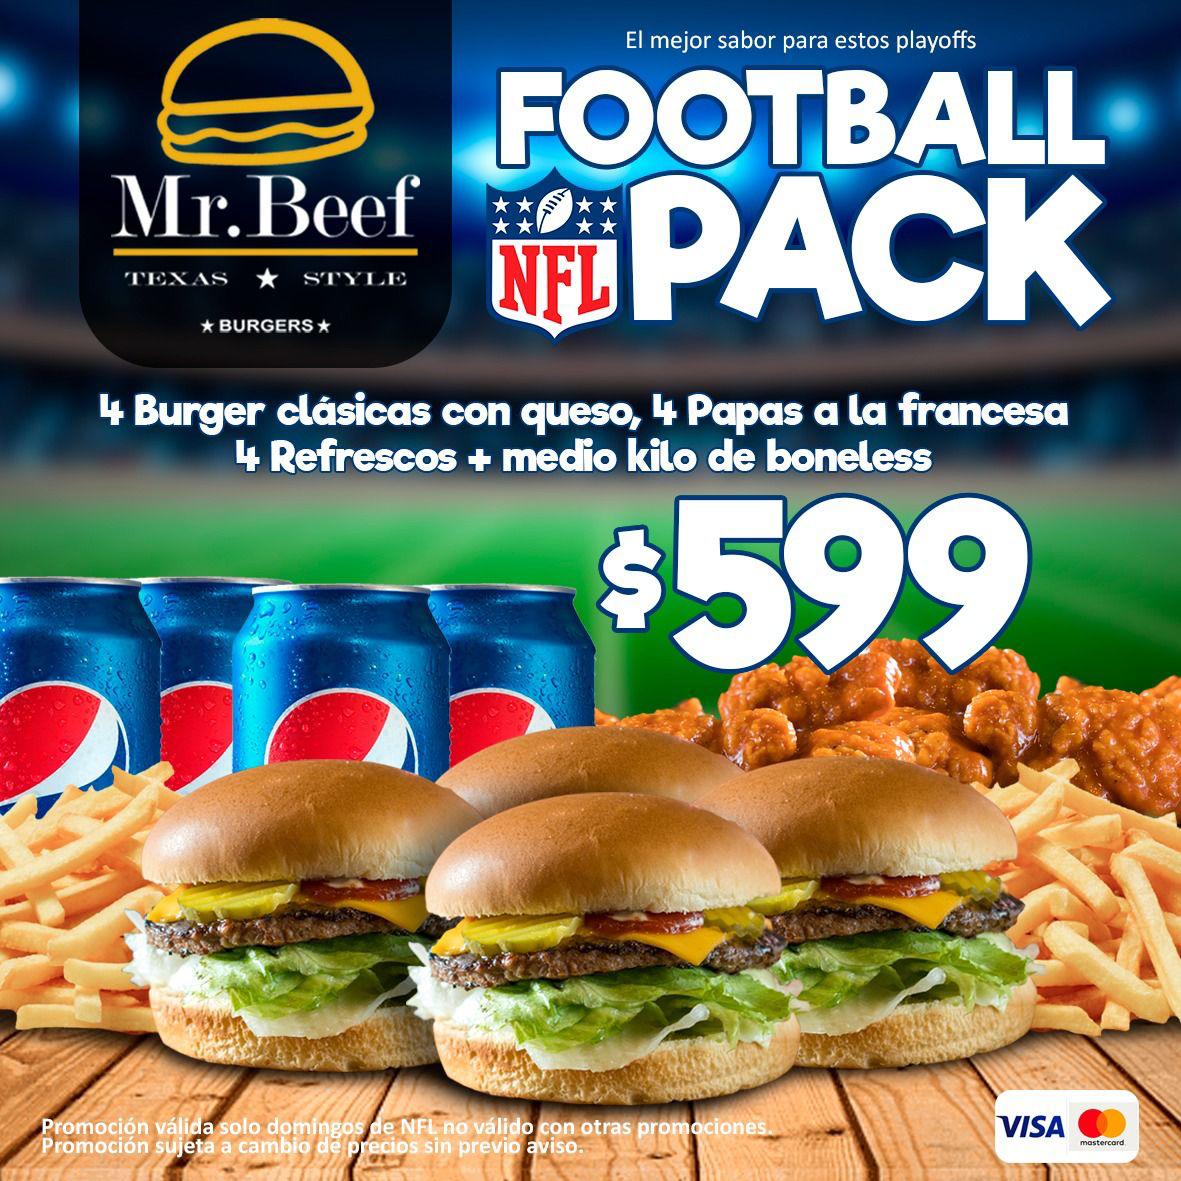 El mejor sabor para estos playoffs
FOOTBALL
NFL PACK
Mr. Beef
TEXAS ★ STYLE
★ BURGERS ★
4 Burger clásicas con queso, 4 Papas a la francesa
4 Refrescos + medio kilo de boneless
$599
Promoción válida solo domingos de NFL no válido con otras promociones.
Promoción sujeta a cambio de precios sin previo aviso.
VISA mastercard